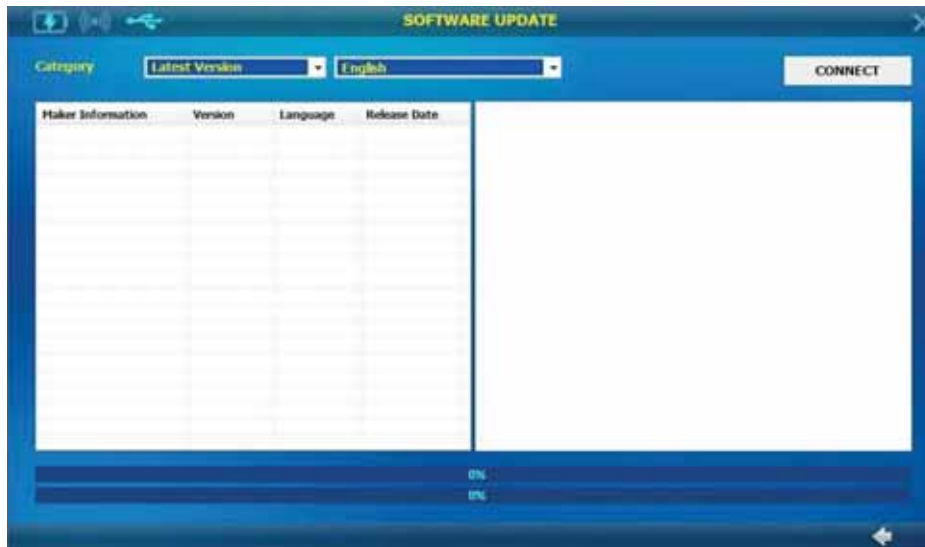 SOFTWARE UPDATE
Category Latest Version English CONNECT
Maker Information Version Language Release Date
0%
0%